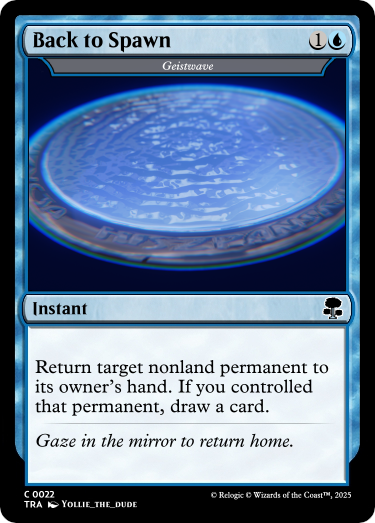 Back to Spawn
1
Geistwave
Instant
Return target nonland permanent to
its owner's hand. If you controlled
that permanent, draw a card.
Gaze in the mirror to return home.
C 0022
TRA Yollie_the_dude
© Relogic © Wizards of the Coast™, 2025